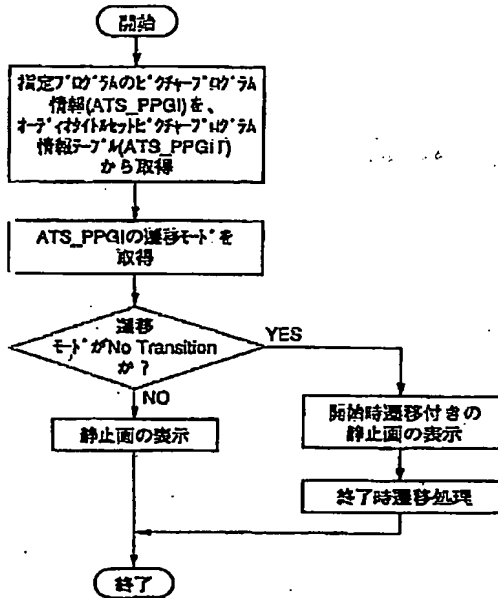 開始
指定プログラムのピクチャープログラム
情報(ATS_PPGI)を、
オーディオタイトルセットピクチャープログラム
情報テーブル(ATS_PPGIT)
から取得
ATS_PPGIの遷移モードを
取得
遷移
モードがNo Transition
か？
YES
NO
静止画の表示
開始時遷移付きの
静止画の表示
終了時遷移処理
終了